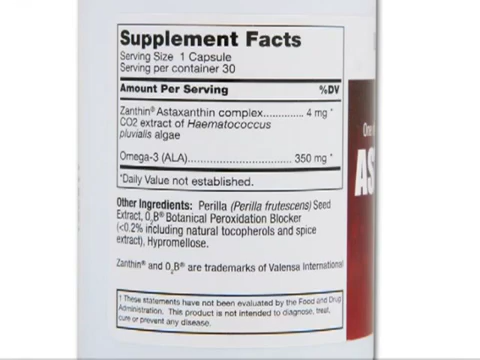 Supplement Facts
Serving Size 1 Capsule
Serving per container 30
Amount Per Serving %DV
Zanthin® Astaxanthin complex............. 4 mg *
CO2 extract of Haematococcus
pluvialis algae
Omega-3 (ALA)................................ 350 mg *
*Daily Value not established.
Other Ingredients: Perilla (Perilla frutescens) Seed
Extract, O₂B® Botanical Peroxidation Blocker
(<0.2% including natural tocopherols and spice
extract), Hypromellose.
Zanthin® and O₂B® are trademarks of Valensa International
† These statements have not been evaluated by the Food and Drug
Administration. This product is not intended to diagnose, treat,
cure or prevent any disease.
One
AS